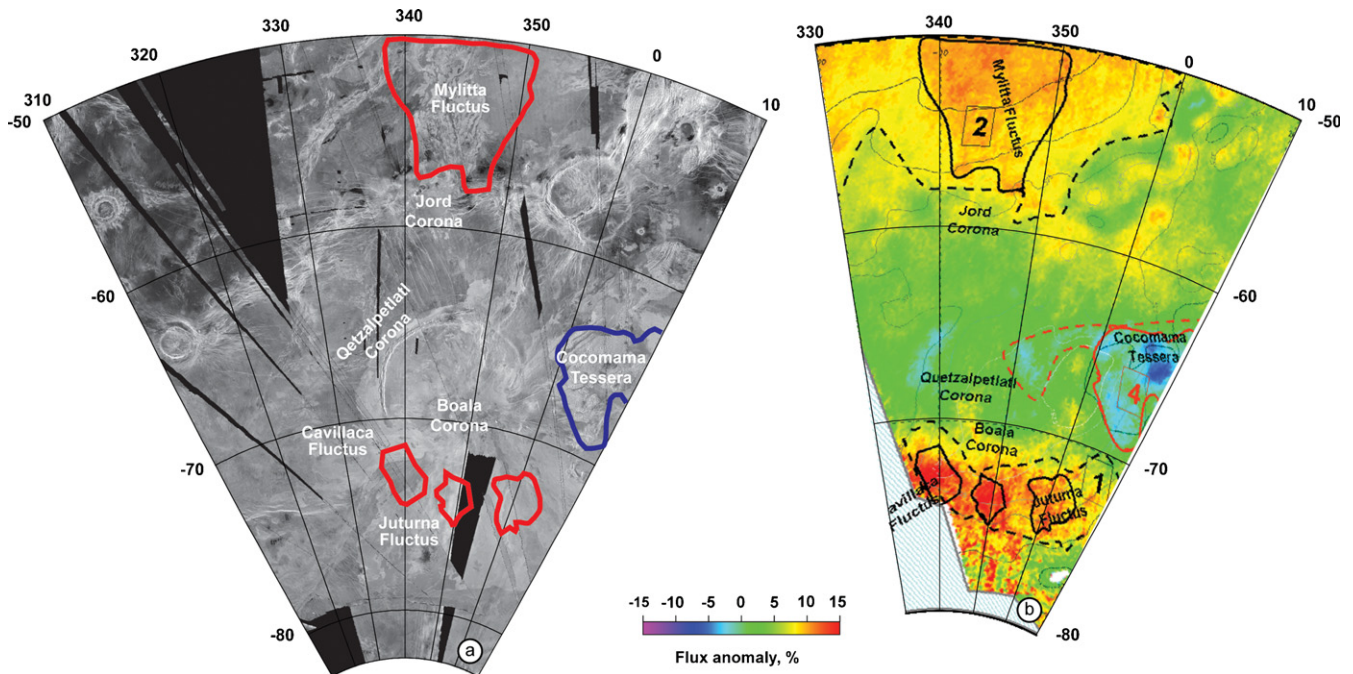 340
330
350
320
0
310
-50
10
Mylitta
Fluctus
Jord
Corona
-60
Qetzalpetlatl
Corona
Cocomama
Tessera
Boala
Corona
Cavillaca
Fluctus
-70
Juturna
Fluctus
-80
a
340
330
350
0
10
-50
Mylitta Fluctus
2
Jord
Corona
-60
Cocomama
Tessera
4
Quetzalpetlatl
Corona
Boala
Corona
-70
1
avillaca
Fluctus
Juturna
Fluctus
b
-80
-15 -10 -5 0 5 10 15
Flux anomaly, %